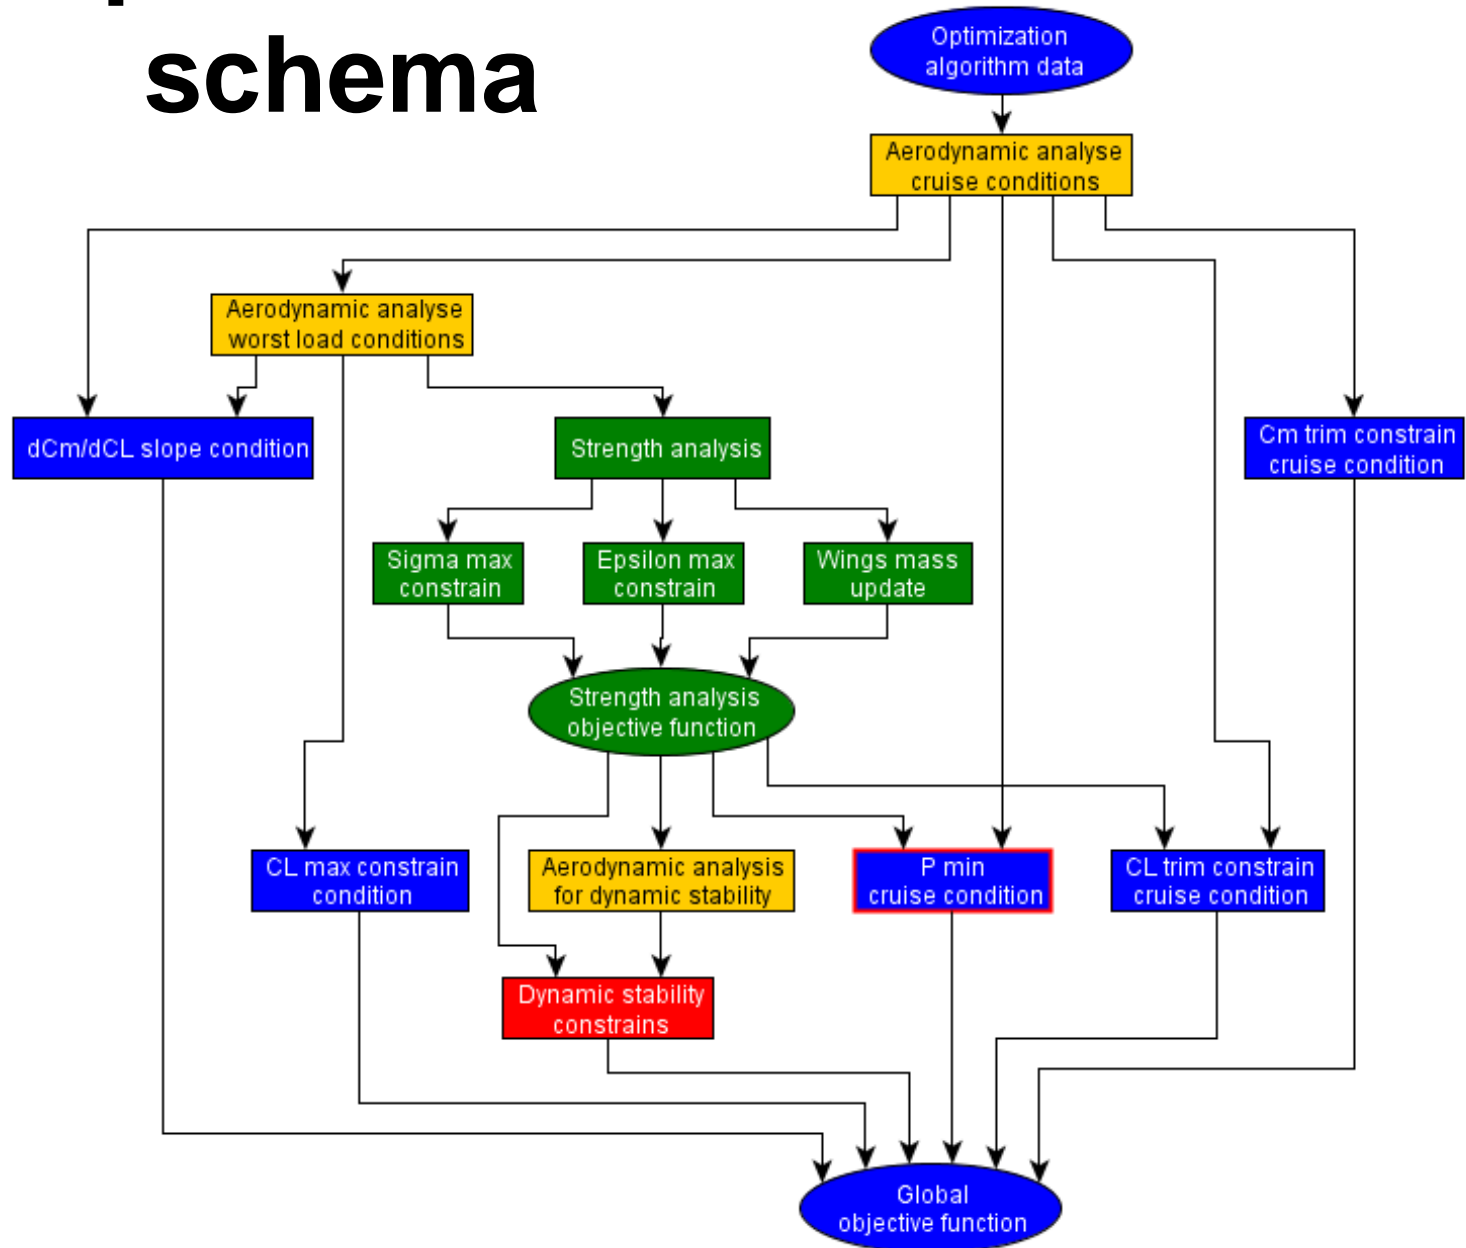 schema
Optimization
algorithm data
Aerodynamic analyse
cruise conditions
Aerodynamic analyse
worst load conditions
dCm/dCL slope condition
Strength analysis
Cm trim constrain
cruise condition
Sigma max
constrain
Epsilon max
constrain
Wings mass
update
Strength analysis
objective function
CL max constrain
condition
Aerodynamic analysis
for dynamic stability
P min
cruise condition
CL trim constrain
cruise condition
Dynamic stability
constrains
Global
objective function